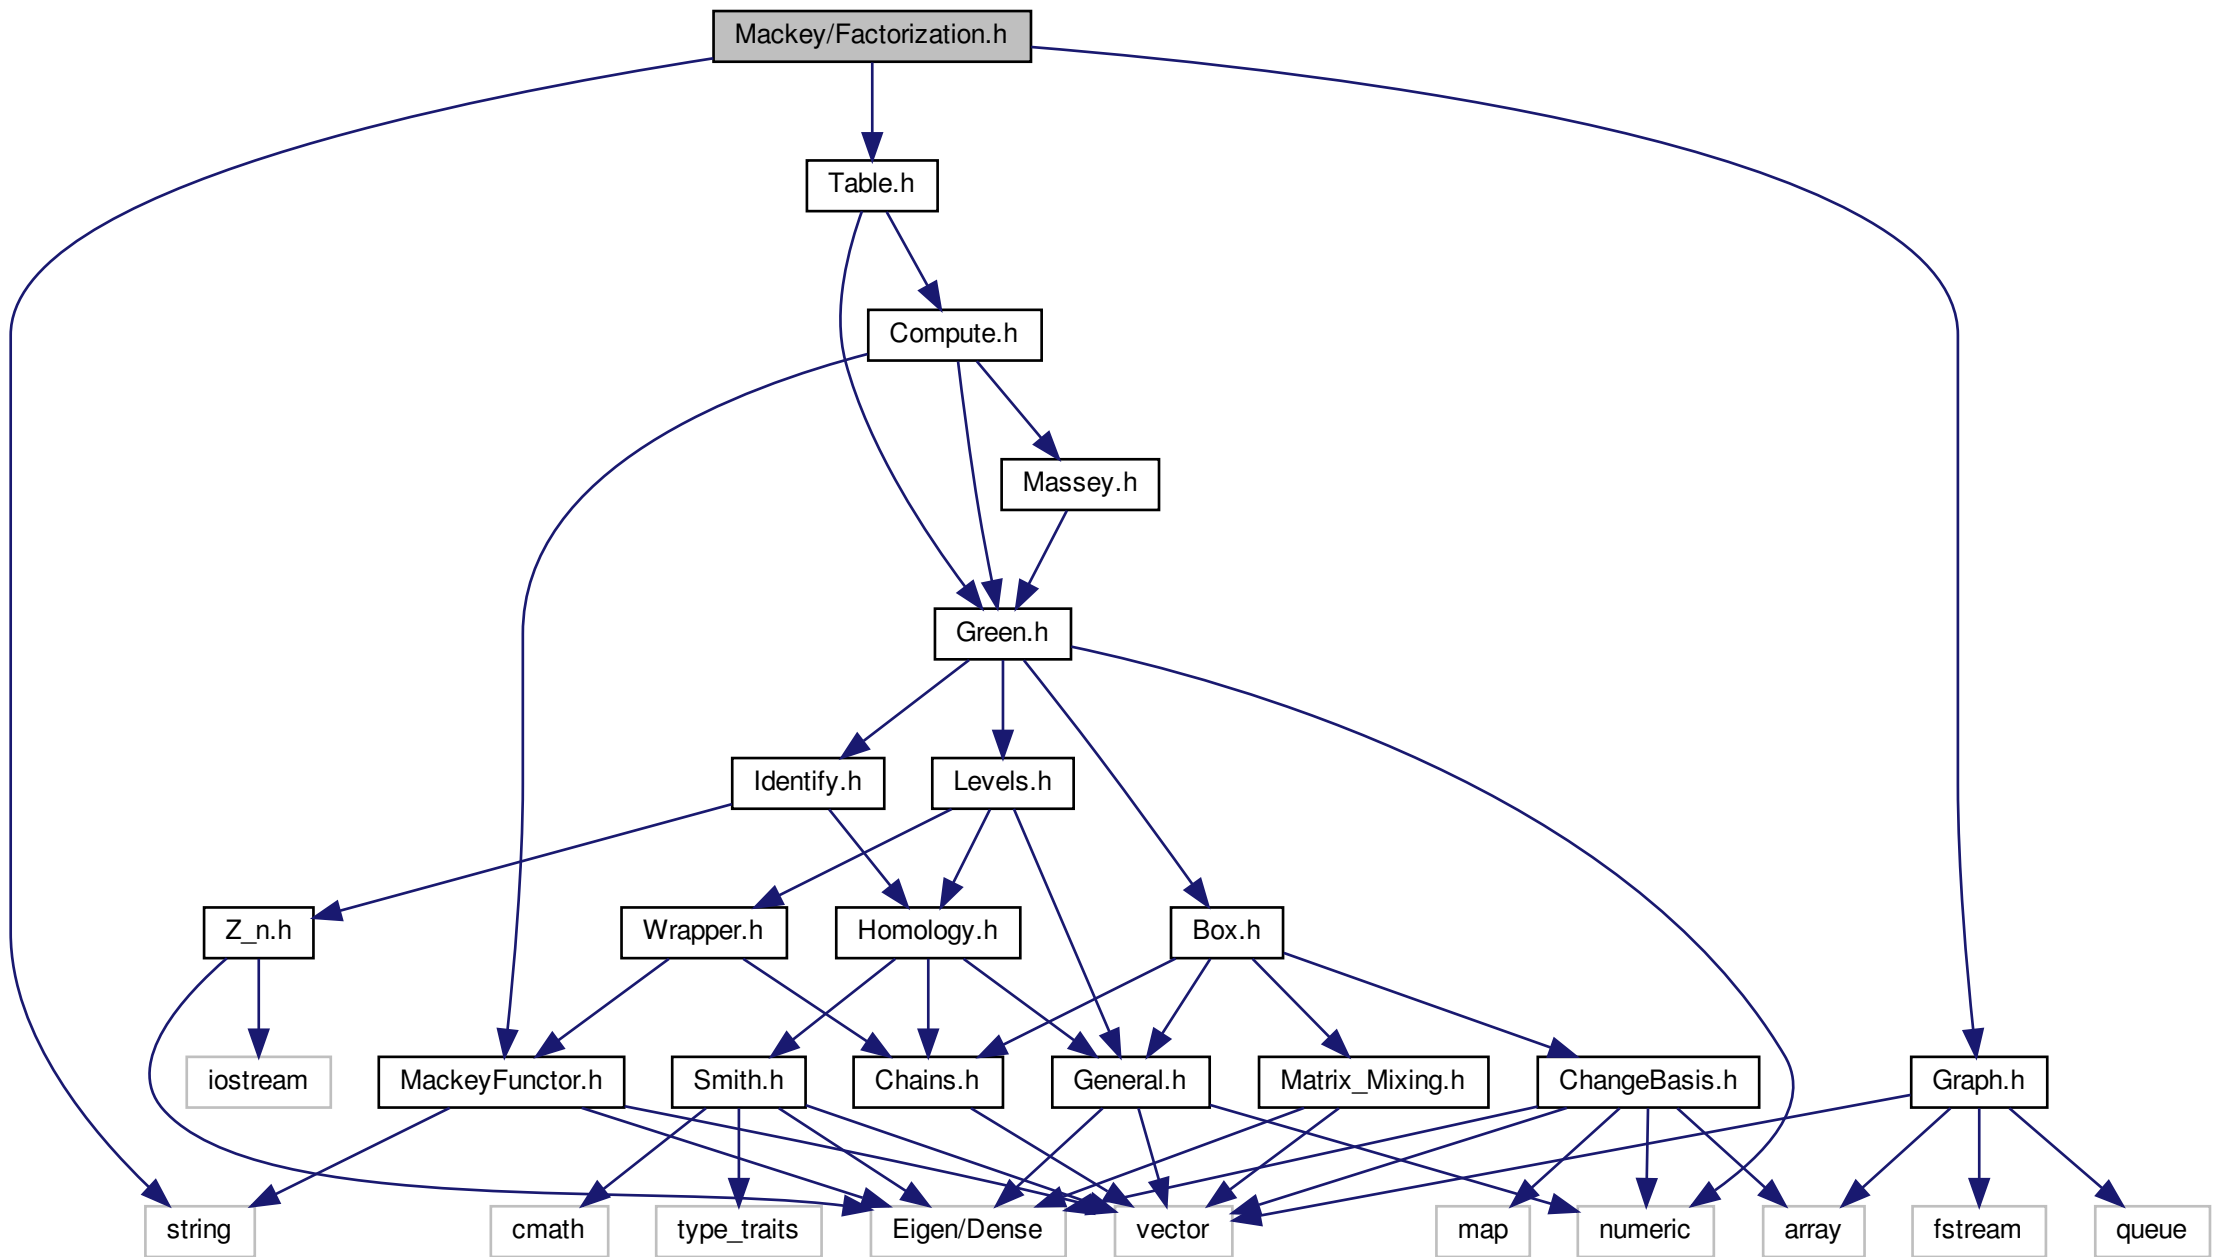 Mackey/Factorization.h
Table.h
Compute.h
Massey.h
Green.h
Identify.h
Levels.h
Z_n.h
Wrapper.h
Homology.h
Box.h
iostream
MackeyFunctor.h
Smith.h
Chains.h
General.h
Matrix_Mixing.h
ChangeBasis.h
Graph.h
string
cmath
type_traits
Eigen/Dense
vector
map
numeric
array
fstream
queue